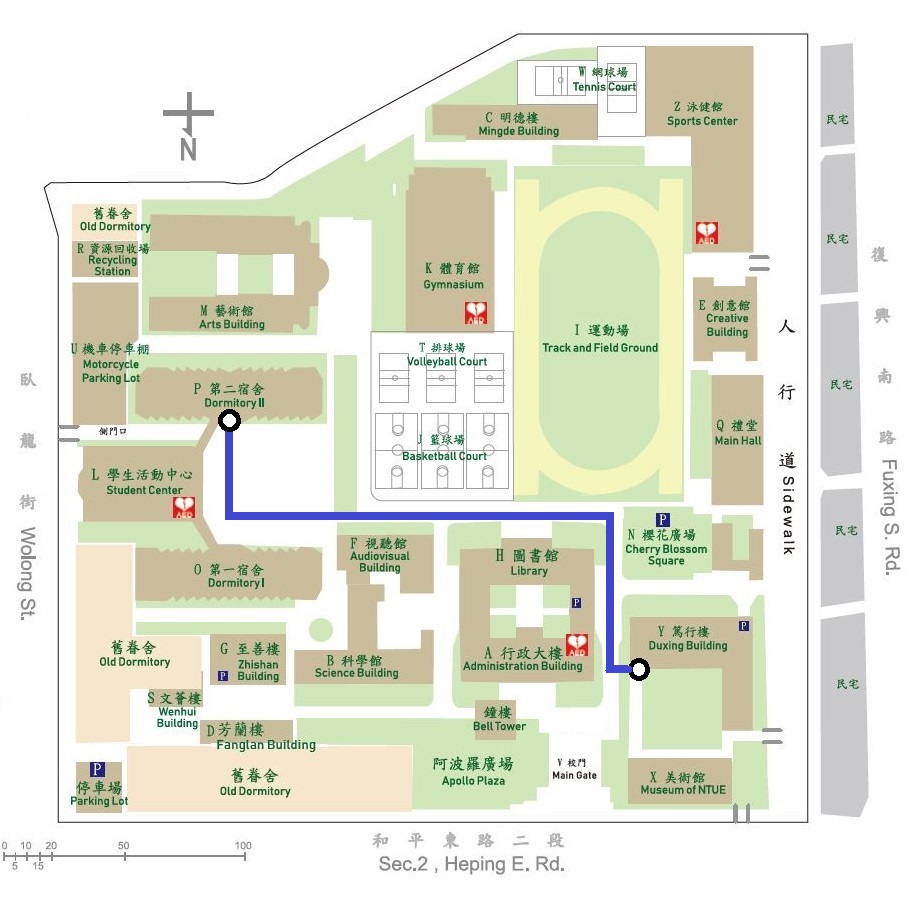 W 網球場
Tennis Court
C 明德樓
Mingde Building
Z 泳健館
Sports Center
民宅
N
舊眷舍
Old Dormitory
R 資源回收場
Recycling
Station
AED
民宅
復興南路
Fuxing S. Rd.
K 體育館
Gymnasium
AED
M 藝術館
Arts Building
E 創意館
Creative
Building
I 運動場
Track and Field Ground
人行道 Sidewalk
U 機車停車棚
Motorcycle
Parking Lot
T 排球場
Volleyball Court
P 第二宿舍
Dormitory II
民宅
臥龍街
Wolong St.
側門口
J 籃球場
Basketball Court
Q 禮堂
Main Hall
L 學生活動中心
Student Center
AED
P
N 櫻花廣場
Cherry Blossom
Square
民宅
F 視聽館
Audiovisual
Building
H 圖書館
Library
O 第一宿舍
Dormitory I
P
P
Y 篤行樓
Duxing Building
舊眷舍
Old Dormitory
G 至善樓
Zhishan
Building
P
B 科學館
Science Building
AED
A 行政大樓
Administration Building
民宅
S 文薈樓
Wenhui
Building
鐘樓
Bell Tower
D 芳蘭樓
Fanglan Building
P
停車場
Parking Lot
舊眷舍
Old Dormitory
阿波羅廣場
Apollo Plaza
V 校門
Main Gate
X 美術館
Museum of NTUE
和平東路二段
Sec.2 , Heping E. Rd.
0 10 20 50 100
5 15